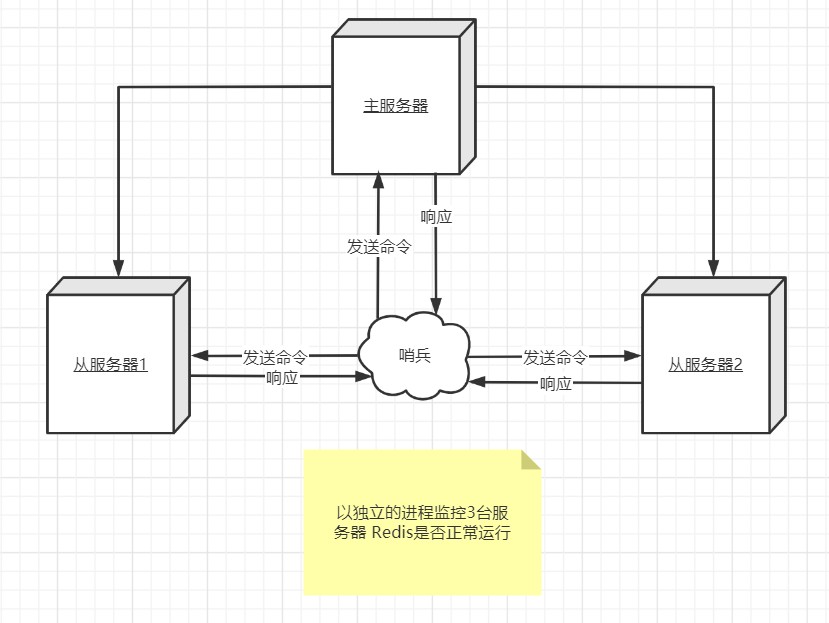 主服务器
响应
发送命令
从服务器1
发送命令
响应
哨兵
发送命令
响应
从服务器2
以独立的进程监控3台服
务器 Redis是否正常运行